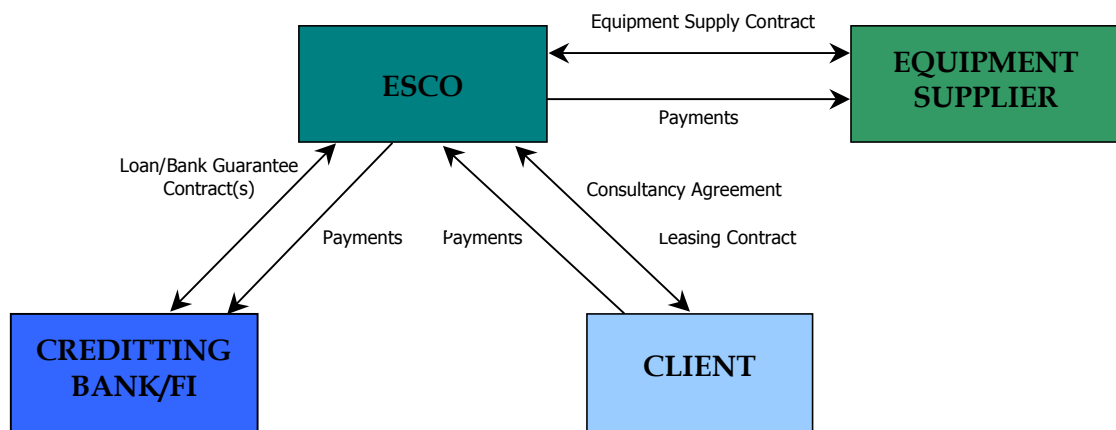 Equipment Supply Contract
ESCO
EQUIPMENT
SUPPLIER
Payments
Loan/Bank Guarantee
Contract(s)
Consultancy Agreement
Payments
Payments
Leasing Contract
CREDITTING
BANK/FI
CLIENT